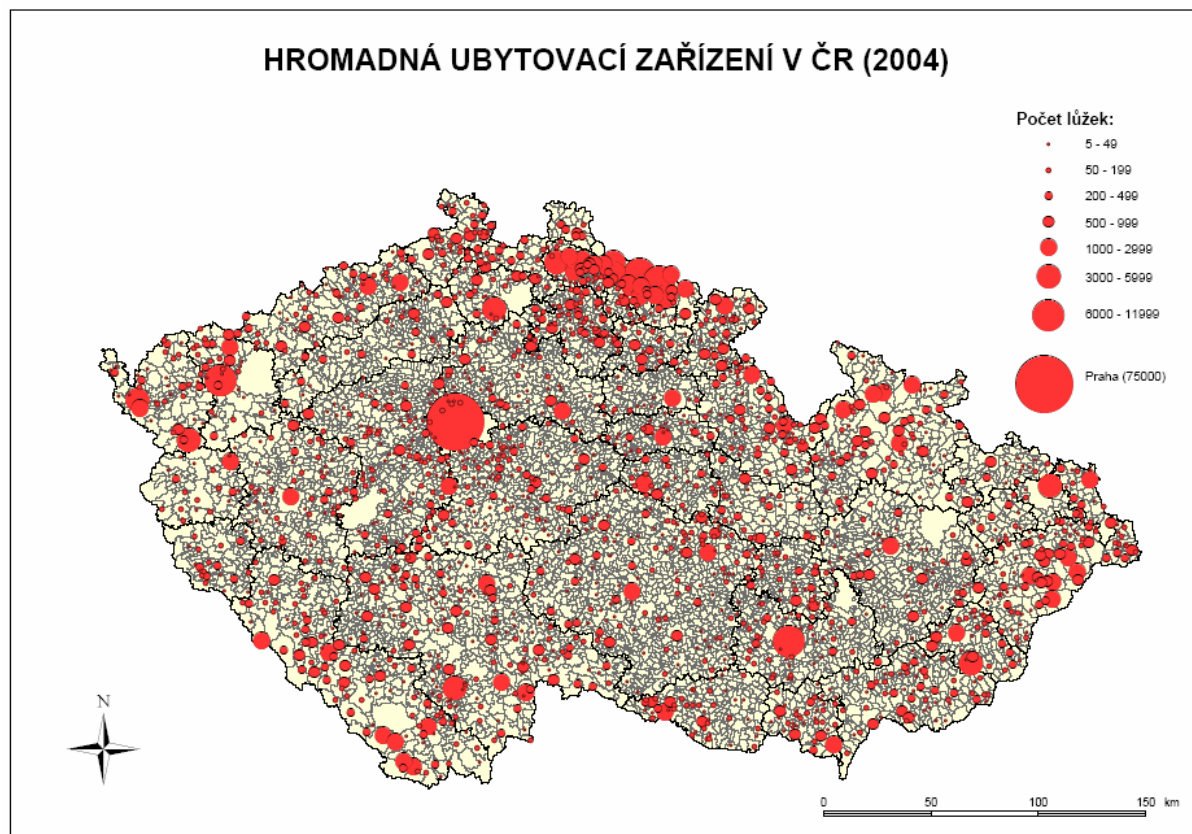 HROMADNÁ UBYTOVACÍ ZAŘÍZENÍ V ČR (2004)
Počet lůžek:
5 - 49
50 - 199
200 - 499
500 - 999
1000 - 2999
3000 - 5999
6000 - 11999
Praha (75000)
N
0 50 100 150 km